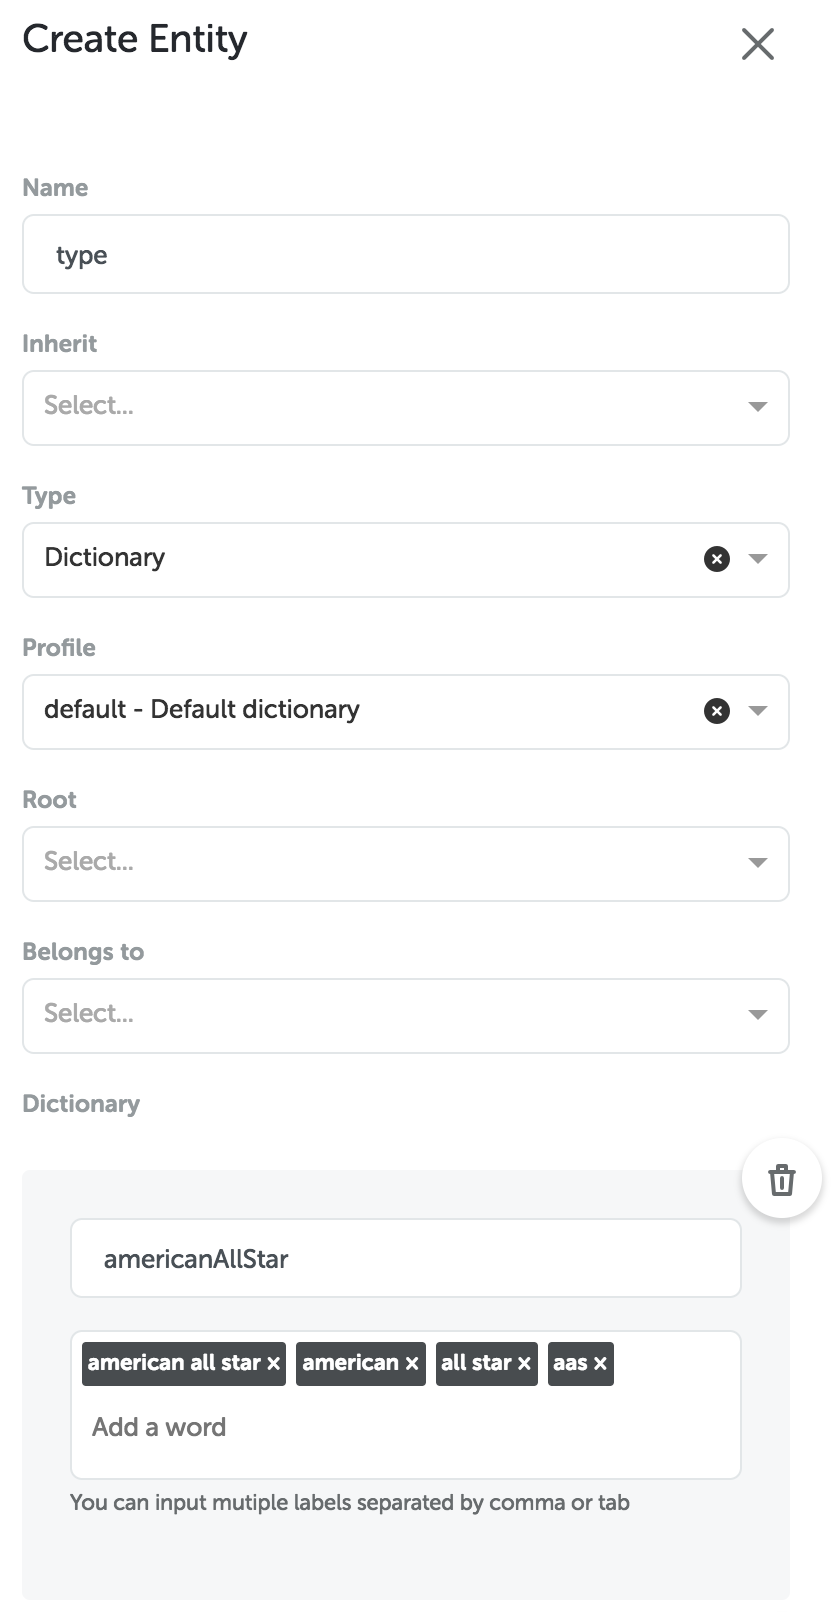 Create Entity
Name
type
Inherit
Select...
Type
Dictionary
Profile
default - Default dictionary
Root
Select...
Belongs to
Select...
Dictionary
americanAllStar
american all star × american × all star × aas ×
Add a word
You can input mutiple labels separated by comma or tab